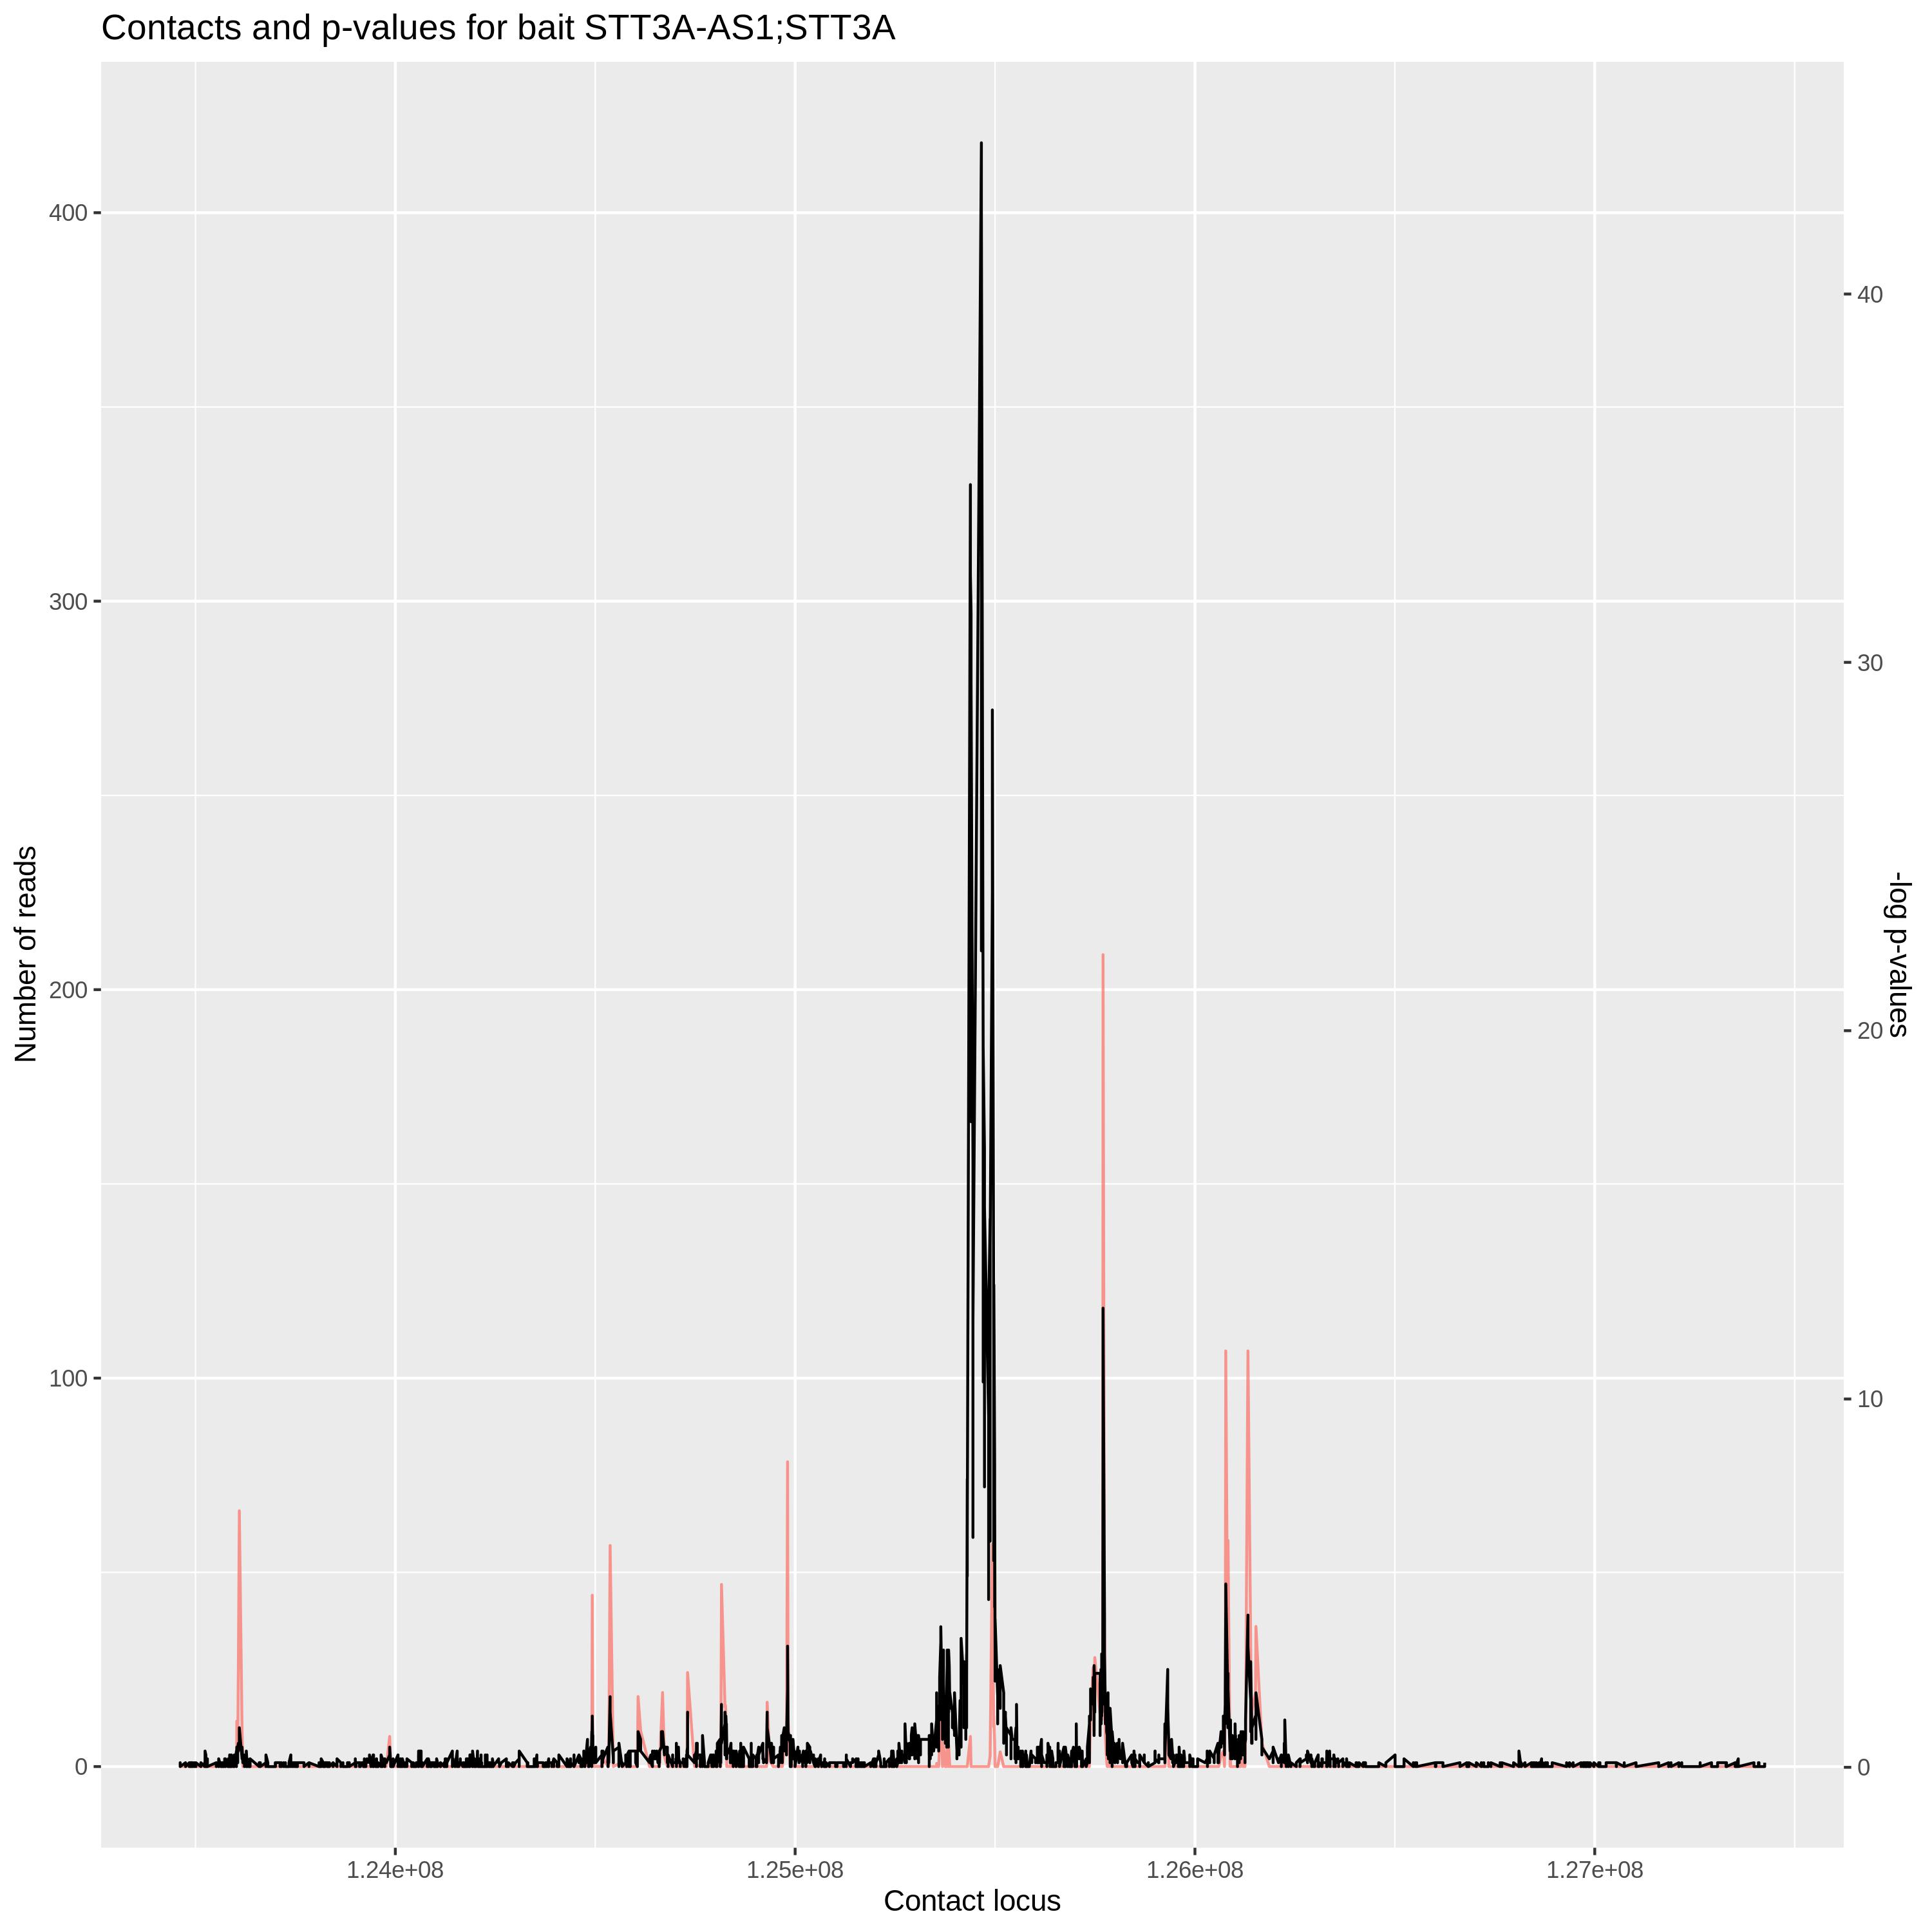 Contacts and p-values for bait STT3A-AS1;STT3A
400
300
200
100
0
Number of reads
40
30
20
10
0
-log p-values
1.24e+08
1.25e+08
1.26e+08
1.27e+08
Contact locus